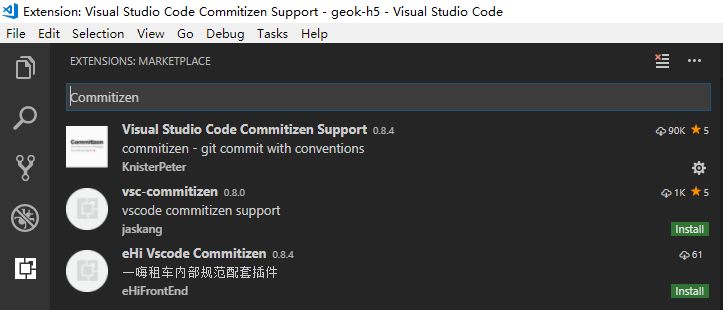 Extension: Visual Studio Code Commitizen Support - geok-h5 - Visual Studio Code
File Edit Selection View Go Debug Tasks Help
EXTENSIONS: MARKETPLACE
Commitizen
Commitizen
Visual Studio Code Commitizen Support 0.8.4 90K 5
commitizen - git commit with conventions
KnisterPeter
vsc-commitizen 0.8.0 1K 5
vscode commitizen support
jaskang Install
eHi Vscode Commitizen 0.8.4 61
一嗨租车内部规范配套插件
eHiFrontEnd Install